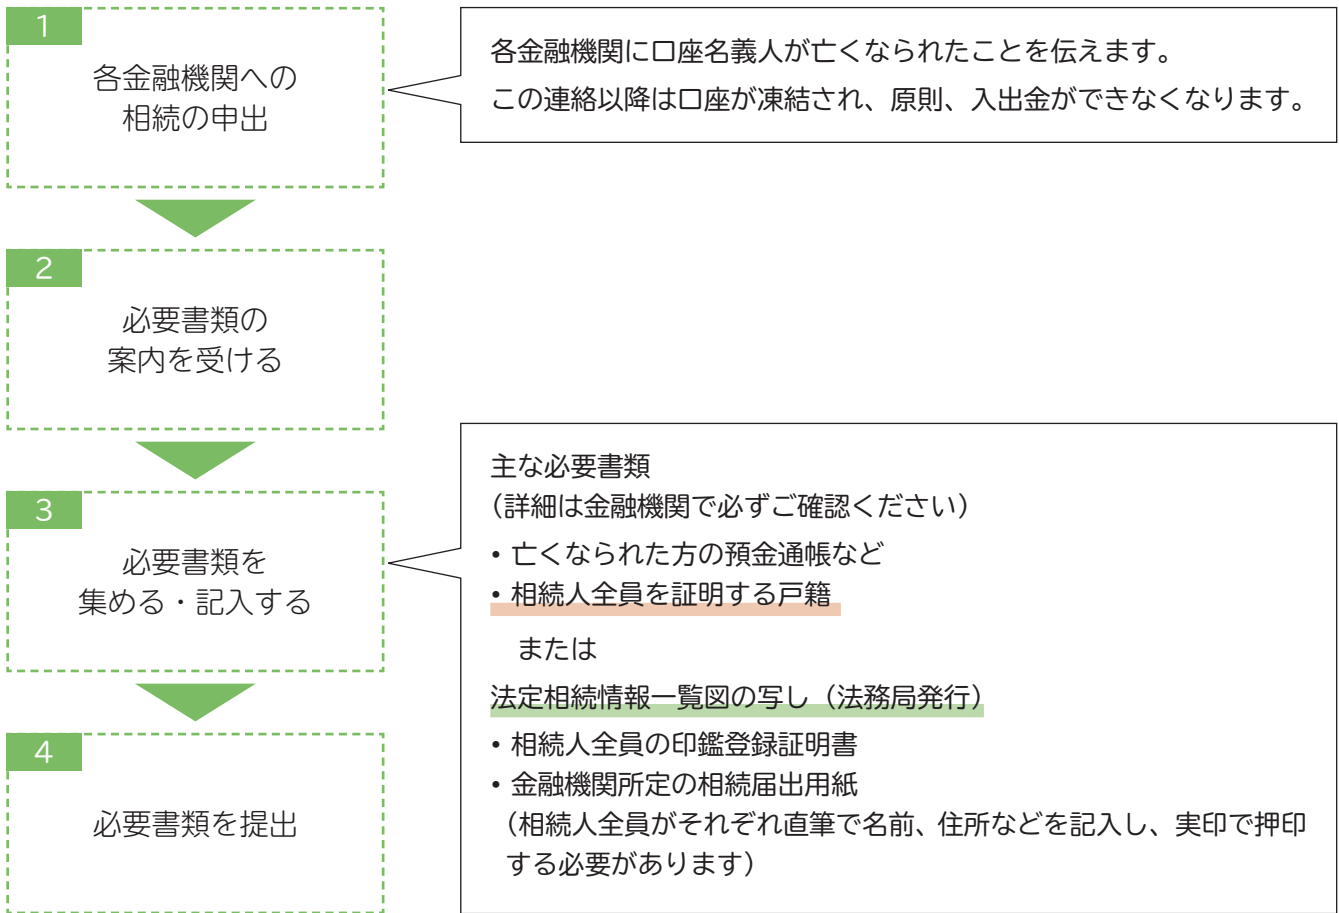 1
各金融機関への
相続の申出
各金融機関に口座名義人が亡くなられたことを伝えます。
この連絡以降は口座が凍結され、原則、入出金ができなくなります。
2
必要書類の
案内を受ける
3
必要書類を
集める・記入する
主な必要書類
（詳細は金融機関で必ずご確認ください）
・亡くなられた方の預金通帳など
・相続人全員を証明する戸籍
または
法定相続情報一覧図の写し（法務局発行）
・相続人全員の印鑑登録証明書
・金融機関所定の相続届出用紙
（相続人全員がそれぞれ直筆で名前、住所などを記入し、実印で押印
する必要があります）
4
必要書類を提出